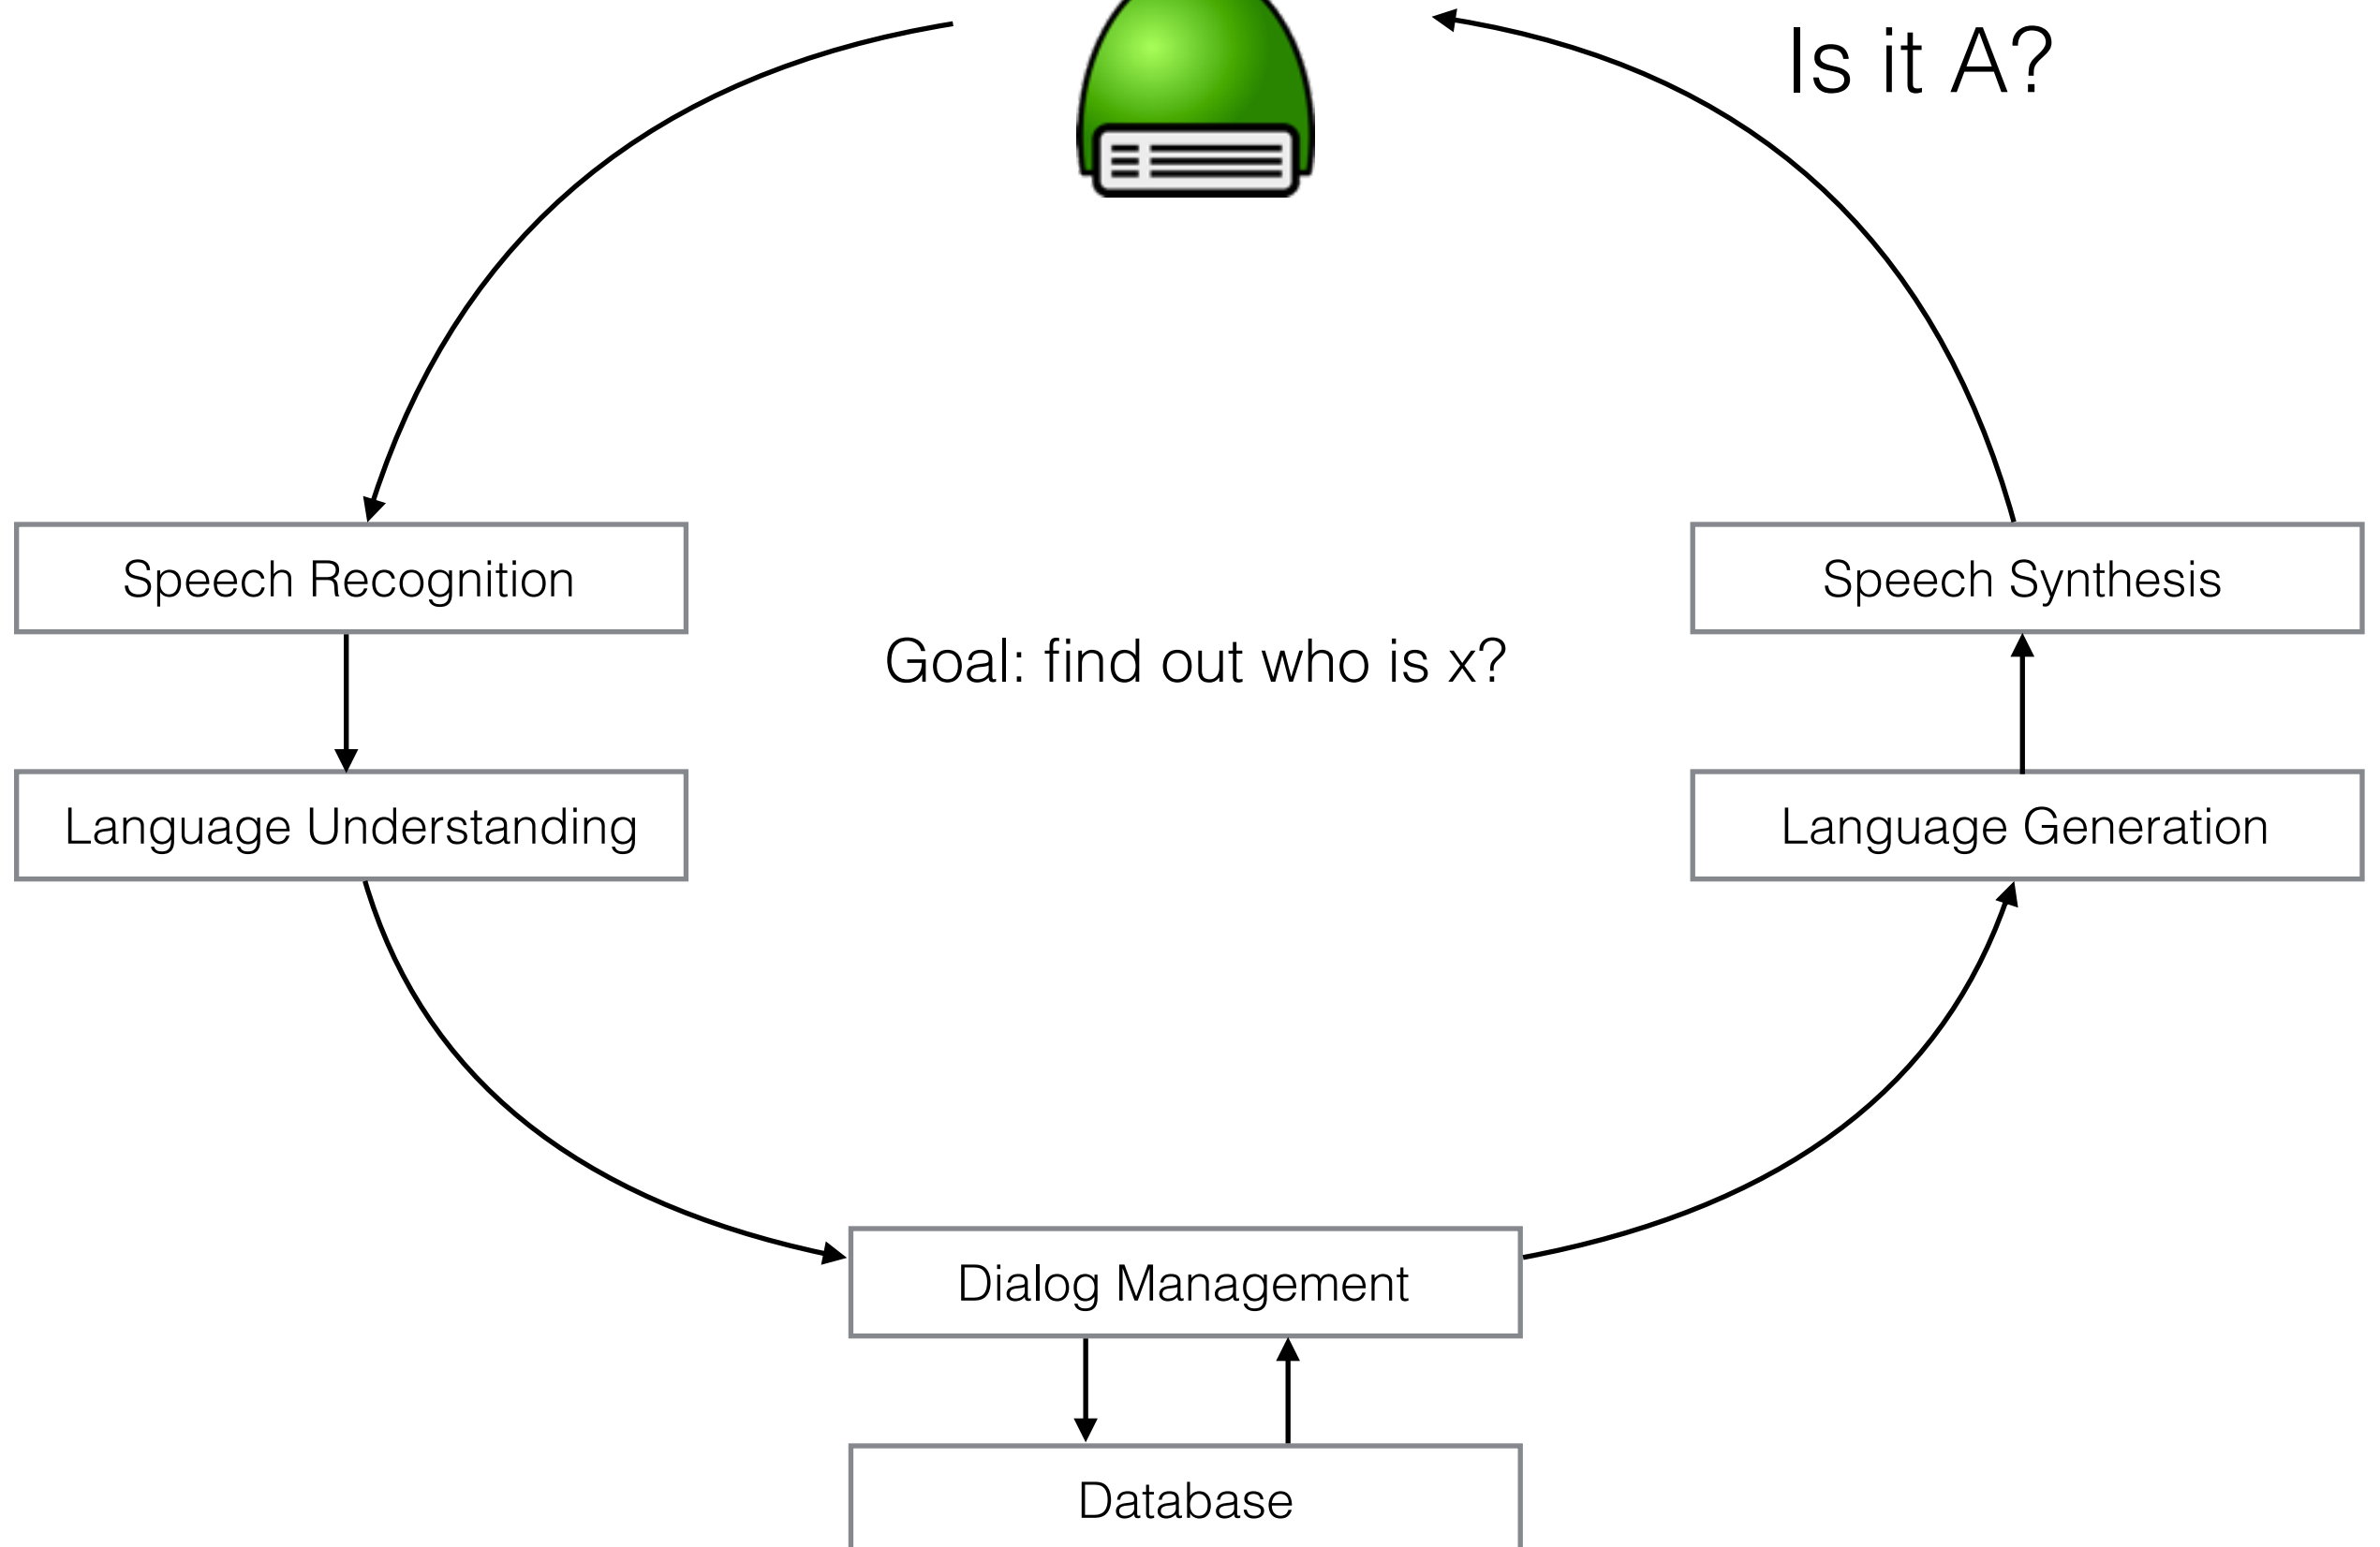 Is it A?
Speech Recognition
Speech Synthesis
Goal: find out who is x?
Language Understanding
Language Generation
Dialog Management
Database